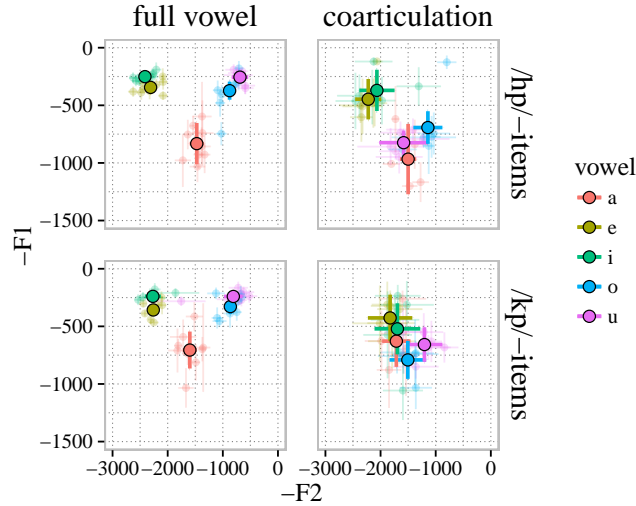 full vowel coarticulation
0
−500
−1000
−1500
/hp/−items
0
−500
−1000
−1500
/kp/−items
−3000 −2000 −1000 0 −3000 −2000 −1000 0
−F2
−F1
vowel
a
e
i
o
u